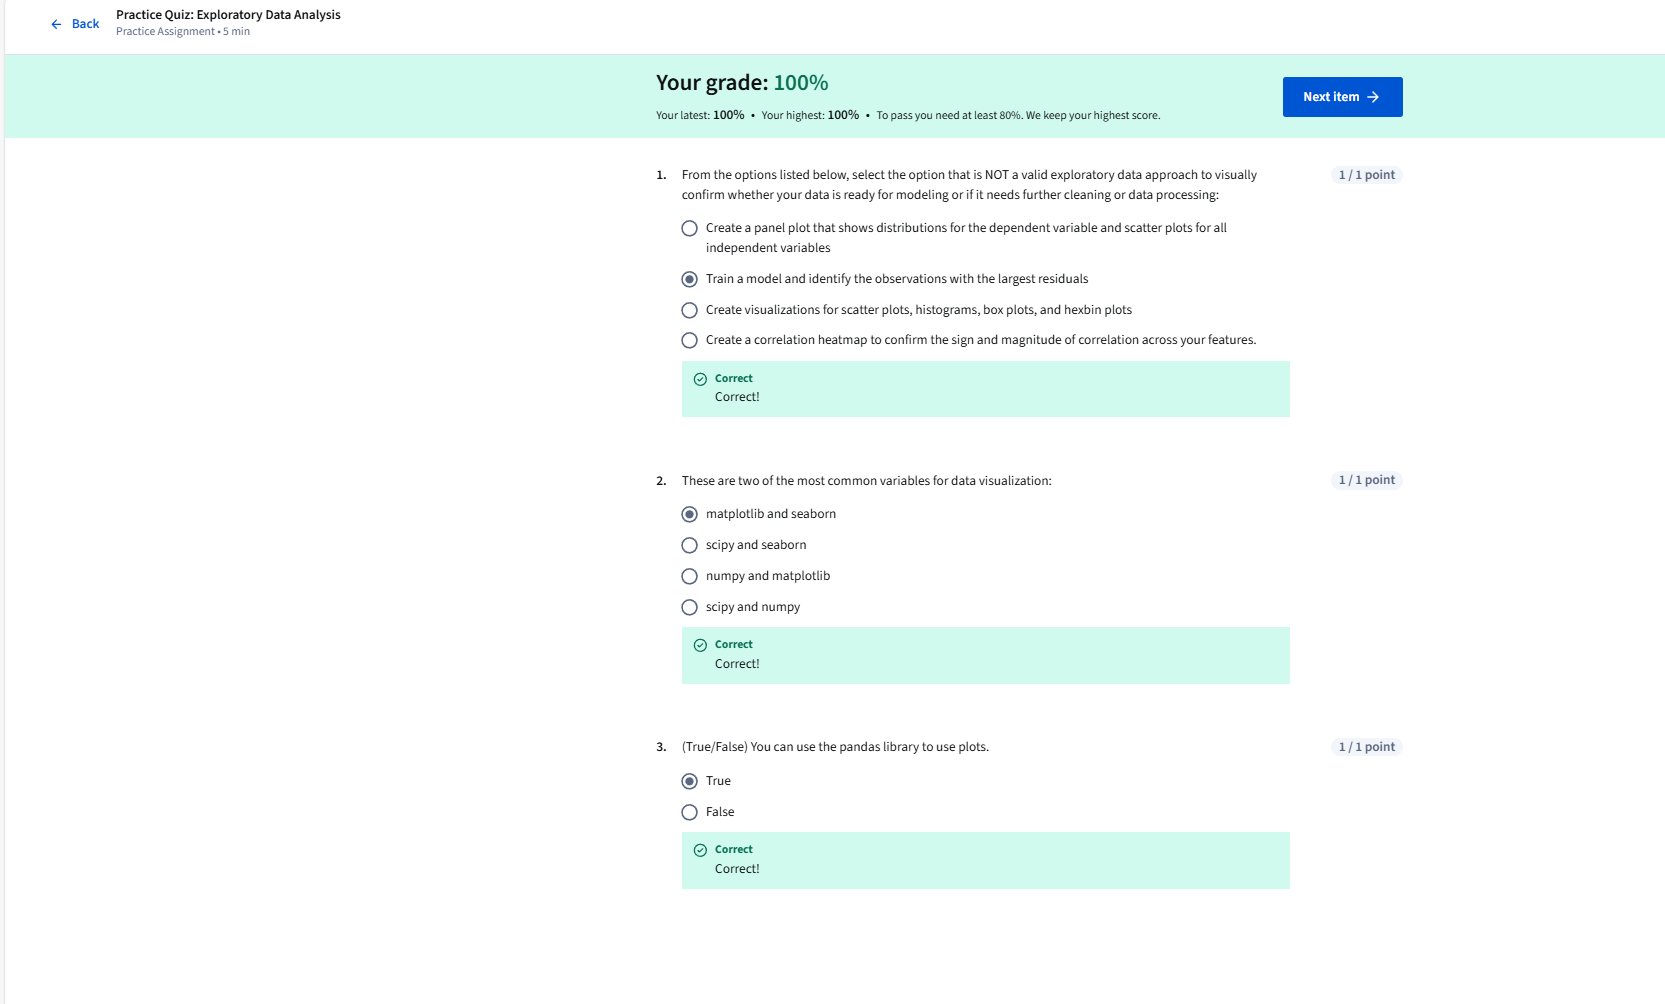 Back
Practice Quiz: Exploratory Data Analysis
Practice Assignment • 5 min
Your grade: 100%
Your latest: 100% • Your highest: 100% • To pass you need at least 80%. We keep your highest score.
Next item
1. From the options listed below, select the option that is NOT a valid exploratory data approach to visually
confirm whether your data is ready for modeling or if it needs further cleaning or data processing:
1 / 1 point
Create a panel plot that shows distributions for the dependent variable and scatter plots for all
independent variables
Train a model and identify the observations with the largest residuals
Create visualizations for scatter plots, histograms, box plots, and hexbin plots
Create a correlation heatmap to confirm the sign and magnitude of correlation across your features.
Correct
Correct!
2. These are two of the most common variables for data visualization:
1 / 1 point
matplotlib and seaborn
scipy and seaborn
numpy and matplotlib
scipy and numpy
Correct
Correct!
3. (True/False) You can use the pandas library to use plots.
1 / 1 point
True
False
Correct
Correct!